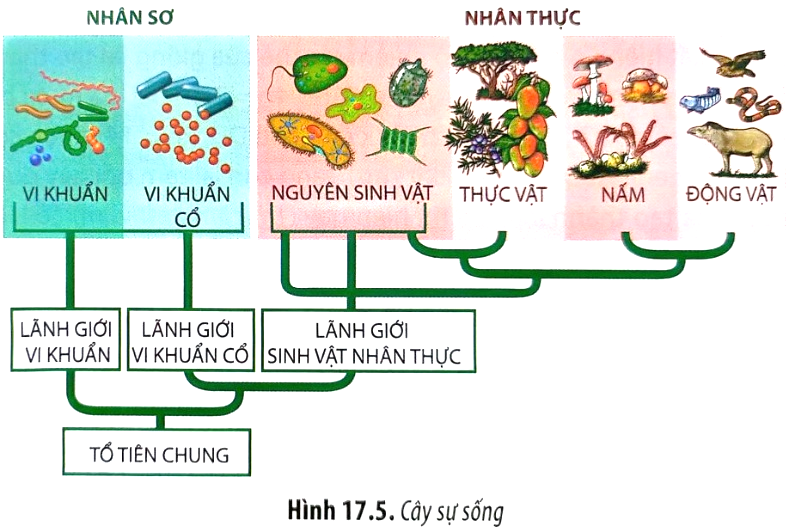 NHÂN SƠ
NHÂN THỰC
VI KHUẨN
VI KHUẨN
CỔ
NGUYÊN SINH VẬT
THỰC VẬT
NẤM
ĐỘNG VẬT
LÃNH GIỚI
VI KHUẨN
LÃNH GIỚI
VI KHUẨN CỔ
LÃNH GIỚI
SINH VẬT NHÂN THỰC
TỔ TIÊN CHUNG
Hình 17.5. Cây sự sống